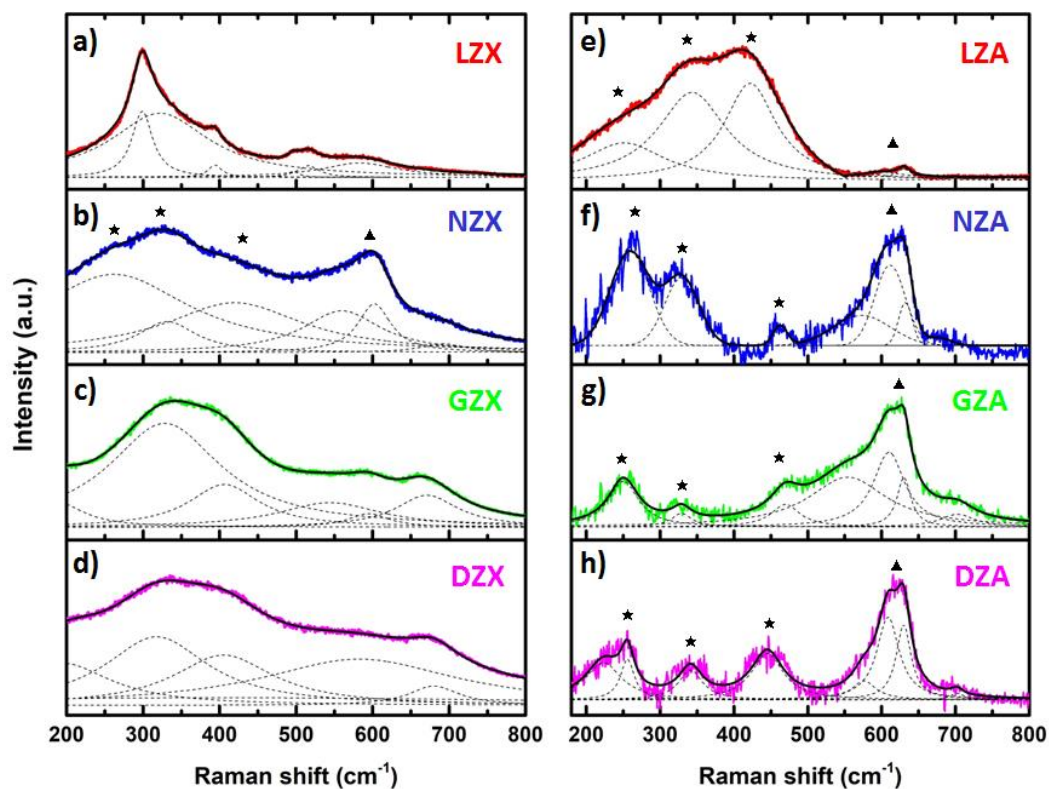 a) LZX
e) LZA
b) NZX
f) NZA
c) GZX
g) GZA
d) DZX
h) DZA
Intensity (a.u.)
200 300 400 500 600 700 800
200 300 400 500 600 700 800
Raman shift (cm⁻¹)
Raman shift (cm⁻¹)